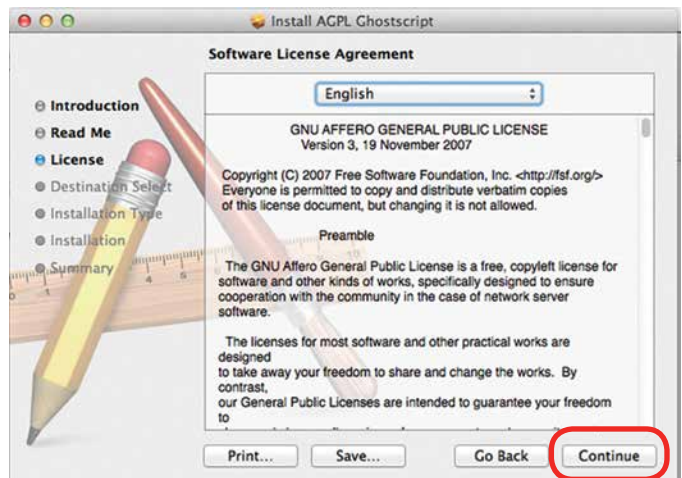 Install AGPL Ghostscript
Software License Agreement
English
Introduction
Read Me
License
Destination Select
Installation Type
Installation
Summary
GNU AFFERO GENERAL PUBLIC LICENSE
Version 3, 19 November 2007
Copyright (C) 2007 Free Software Foundation, Inc. <http://fsf.org/>
Everyone is permitted to copy and distribute verbatim copies
of this license document, but changing it is not allowed.
Preamble
The GNU Affero General Public License is a free, copyleft license for
software and other kinds of works, specifically designed to ensure
cooperation with the community in the case of network server
software.
The licenses for most software and other practical works are
designed
to take away your freedom to share and change the works. By
contrast,
our General Public Licenses are intended to guarantee your freedom
to
Print...
Save...
Go Back
Continue